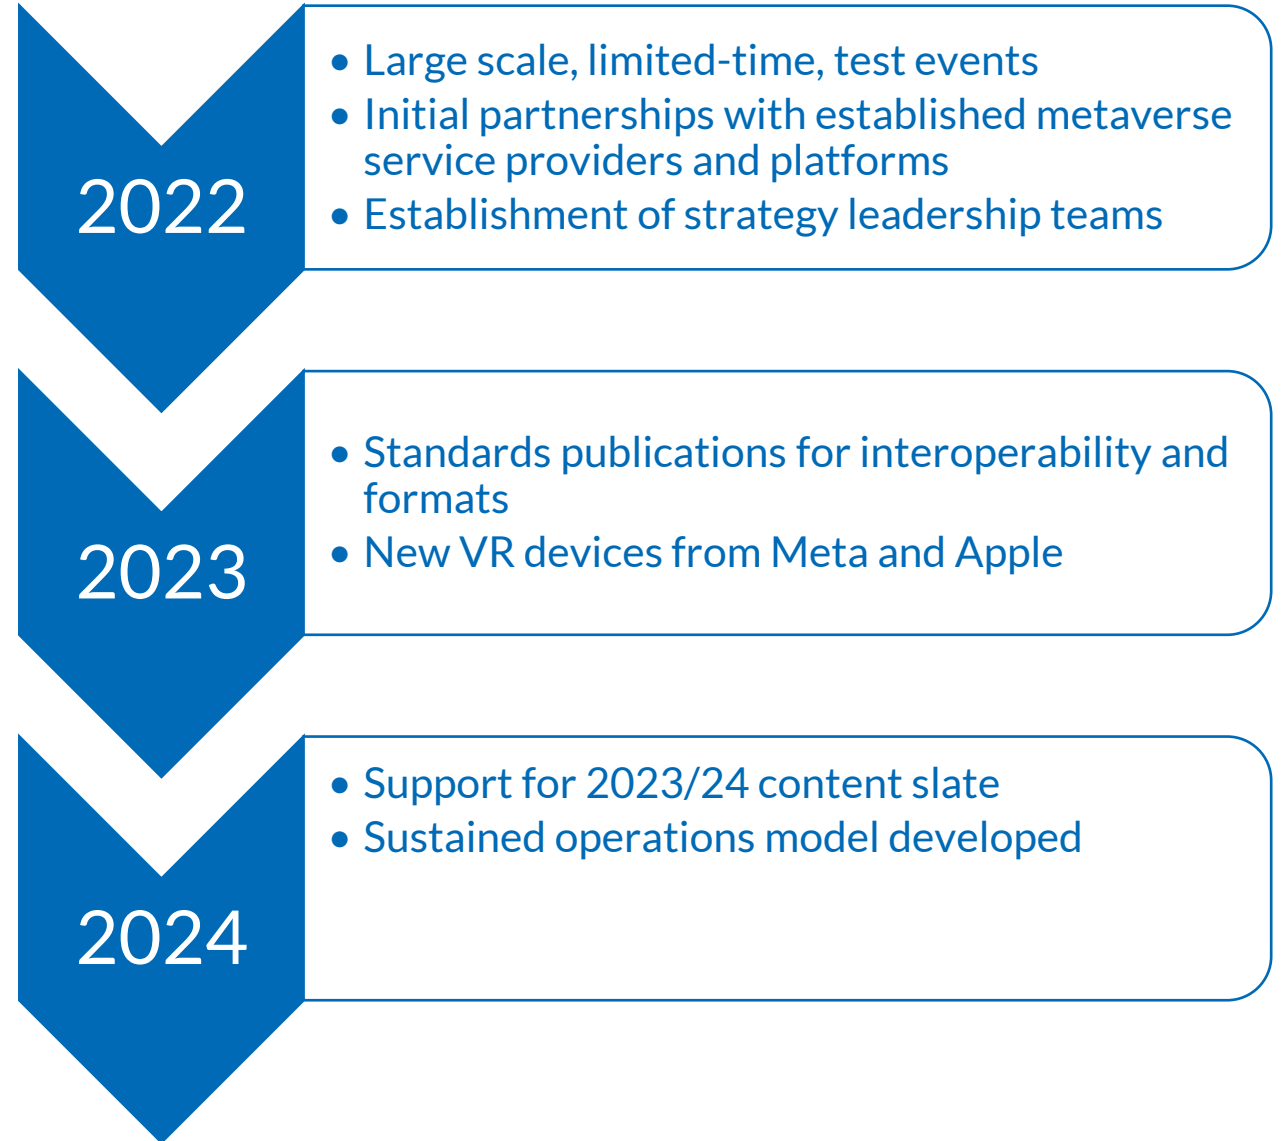 2022
• Large scale, limited-time, test events
• Initial partnerships with established metaverse
service providers and platforms
• Establishment of strategy leadership teams
2023
• Standards publications for interoperability and
formats
• New VR devices from Meta and Apple
2024
• Support for 2023/24 content slate
• Sustained operations model developed